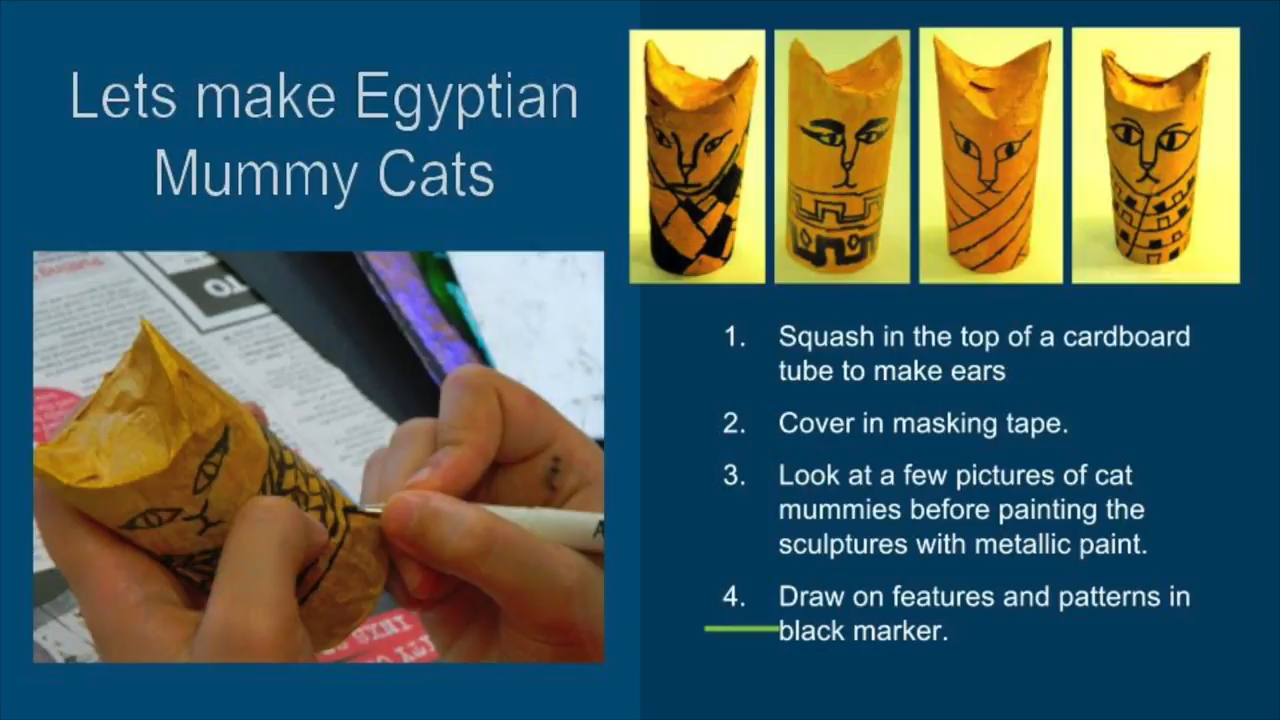 Lets make Egyptian
Mummy Cats
TO
1. Squash in the top of a cardboard
tube to make ears
2. Cover in masking tape.
3. Look at a few pictures of cat
mummies before painting the
sculptures with metallic paint.
4. Draw on features and patterns in
black marker.